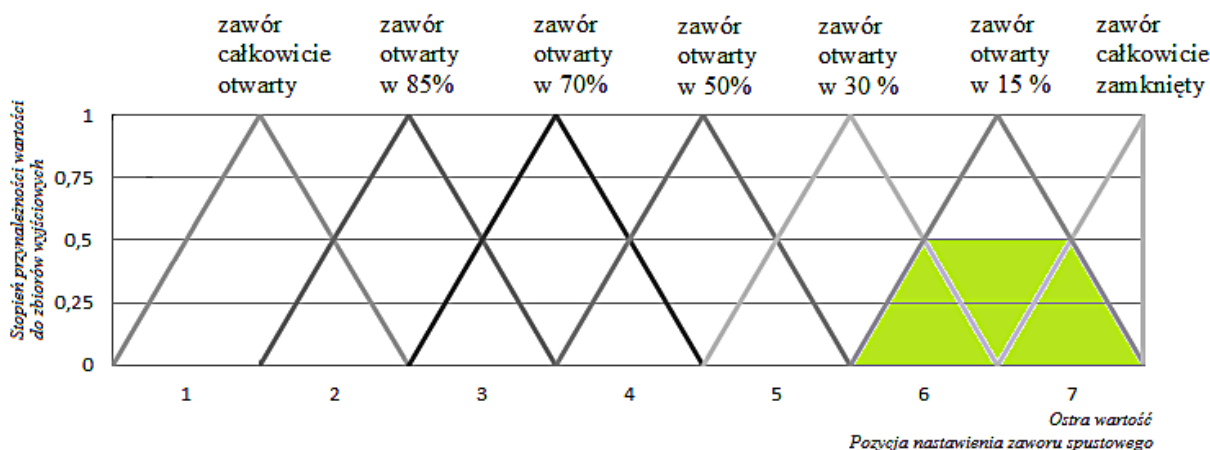 zawór
całkowicie
otwarty
zawór
otwarty
w 85%
zawór
otwarty
w 70%
zawór
otwarty
w 50%
zawór
otwarty
w 30 %
zawór
otwarty
w 15 %
zawór
całkowicie
zamknięty
Stopień przynależności wartości
do zbiorów wyjściowych
1
0,75
0,5
0,25
0
1 2 3 4 5 6 7
Ostra wartość
Pozycja nastawienia zaworu spustowego